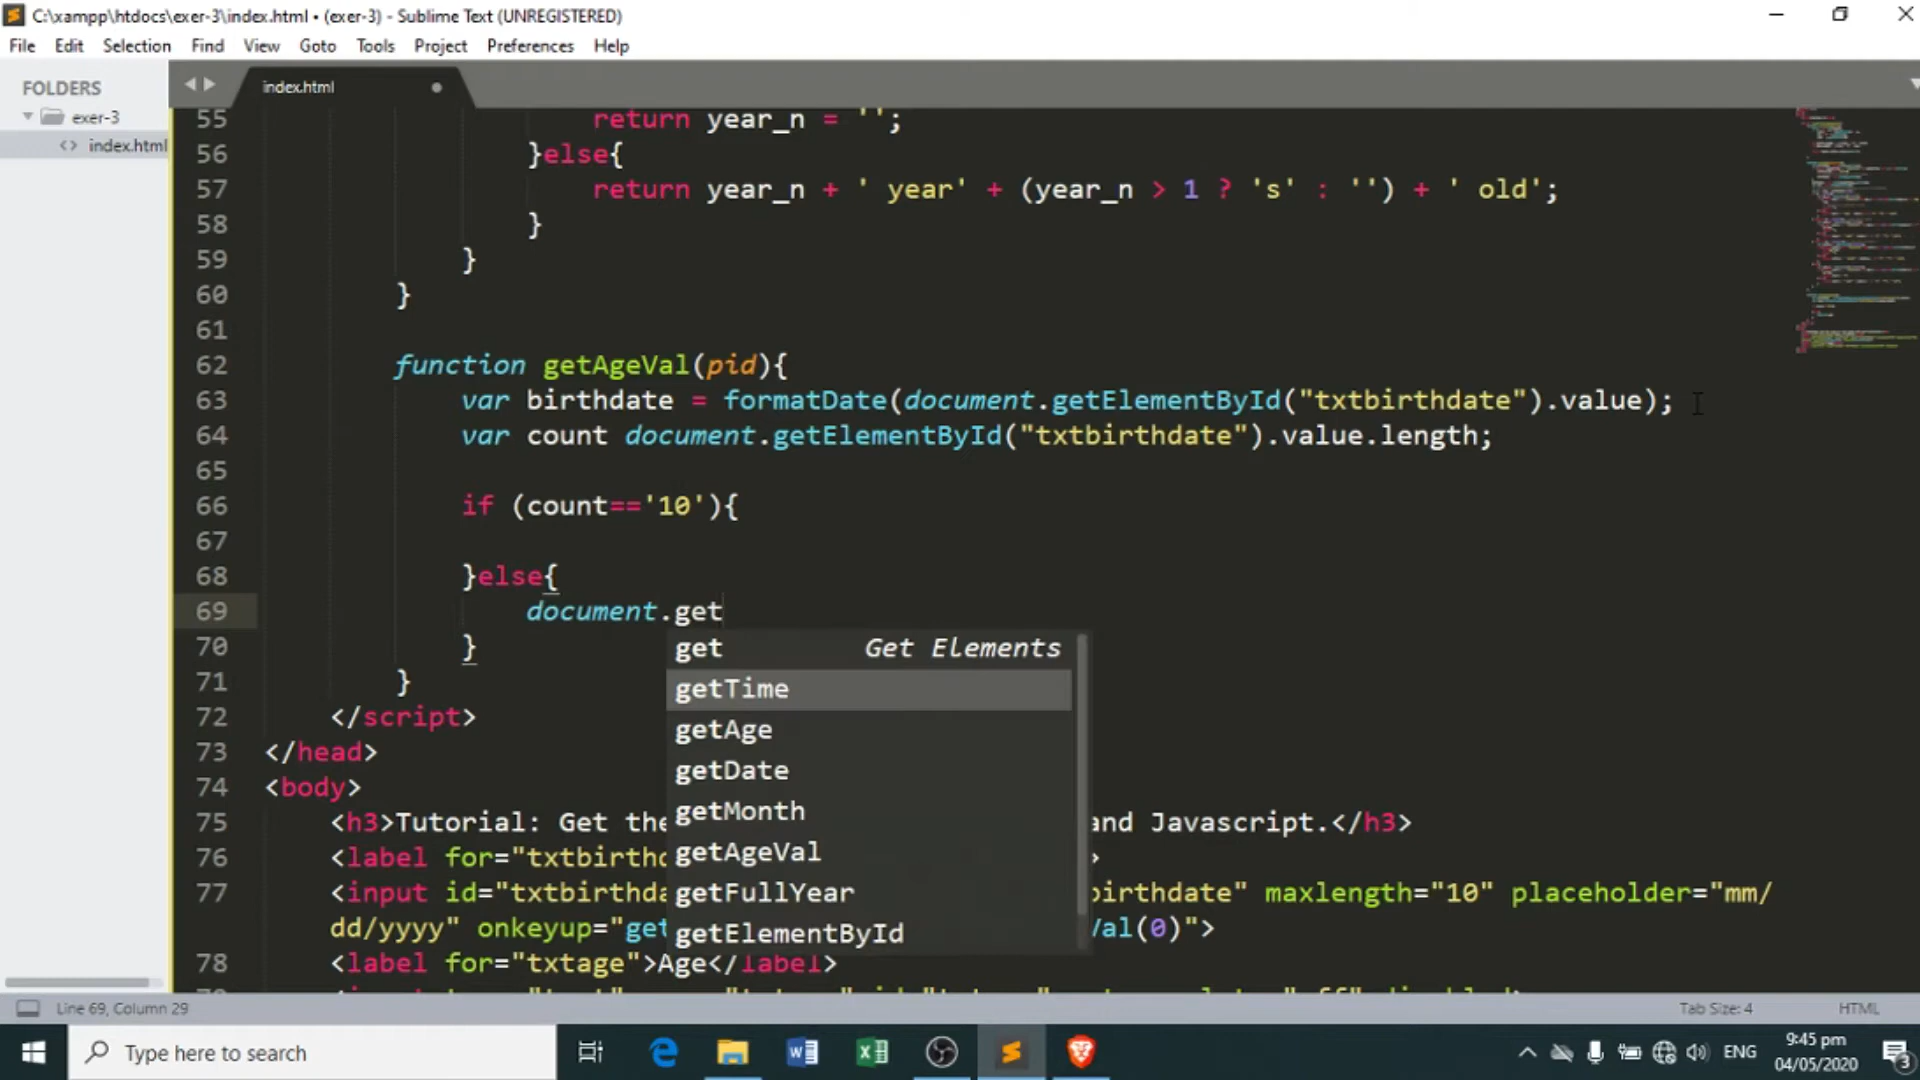 C:\xampp\htdocs\exer-3\index.html • (exer-3) - Sublime Text (UNREGISTERED)
File Edit Selection Find View Goto Tools Project Preferences Help
FOLDERS
exer-3
<> index.html
index.html
55 return year_n = '';
56 }else{
57 return year_n + ' year' + (year_n > 1 ? 's' : '') + ' old';
58 }
59 }
60 }
61
62 function getAgeVal(pid){
63 var birthdate = formatDate(document.getElementById("txtbirthdate").value);
64 var count document.getElementById("txtbirthdate").value.length;
65
66 if (count=='10'){
67
68 }else{
69 document.get
70 }
71 }
72 </script>
73 </head>
74 <body>
75 <h3>Tutorial: Get the and Javascript.</h3>
76 <label for="txtbirthd >
77 <input id="txtbirthda birthdate" maxlength="10" placeholder="mm/
dd/yyyy" onkeyup="get Val(0)">
78 <label for="txtage">Age</label>
get Get Elements
getTime
getAge
getDate
getMonth
getAgeVal
getFullYear
getElementById
Line 69, Column 29 Tab Size: 4 HTML
Type here to search
ENG
9:45 pm
04/05/2020
3